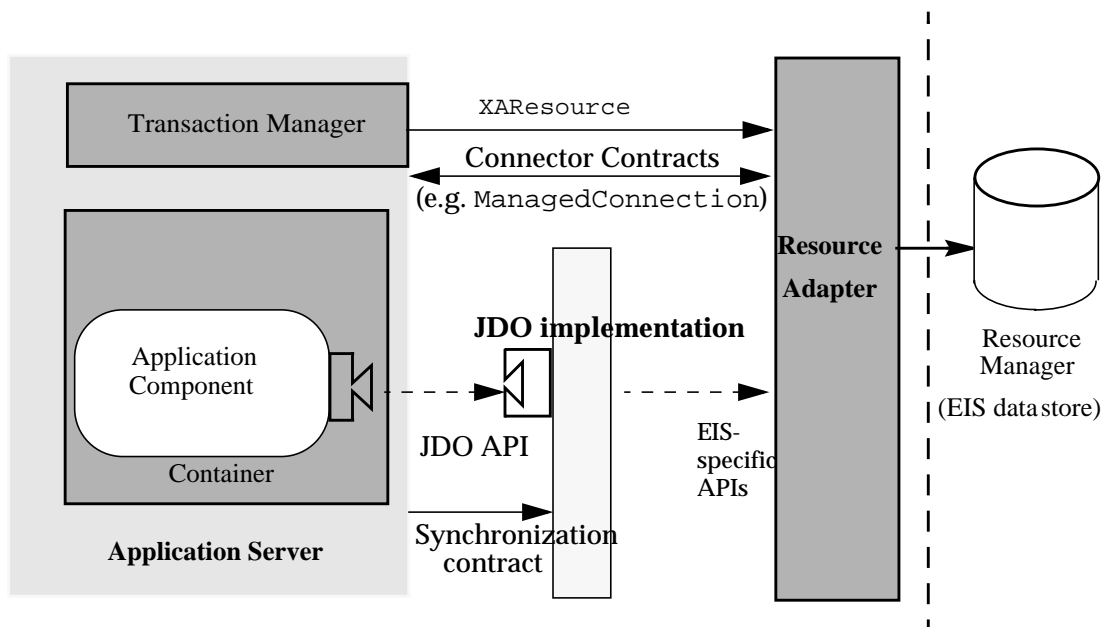 Transaction Manager
XAResource
Connector Contracts
(e.g. ManagedConnection)
Resource
Adapter
JDO implementation
Application
Component
Resource
Manager
(EIS data store)
JDO API
EIS-
specific
APIs
Container
Synchronization
contract
Application Server